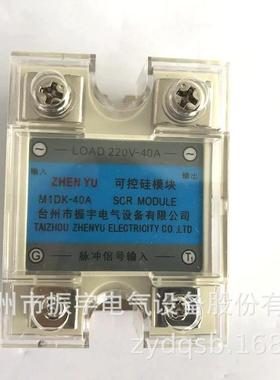 ~ LOAD 220V-40A ~
输入 输出
ZHEN YU 可控硅模块
M1DK-40A SCR MODULE
台州市振宇电气设备有限公司
TAIZHOU ZHENYU ELECTRICITY CO.LTD
G 脉冲信号输入 T
州市振宇电气设备股份有
zydqsb.1688